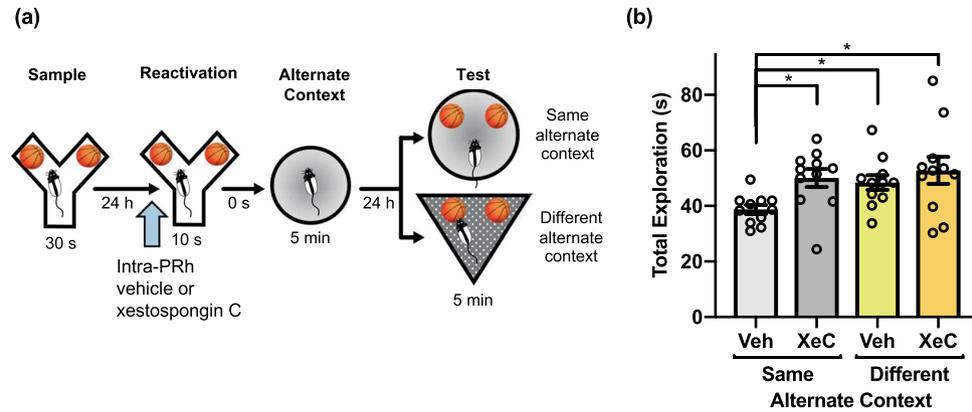 (a)
Sample
Reactivation
Alternate
Context
Test
24 h
0 s
24 h
30 s
10 s
5 min
Same
alternate
context
Different
alternate
context
5 min
Intra-PRh
vehicle or
xestospongin C
(b)
Total Exploration (s)
80
60
40
20
0
*
*
*
Veh
XeC
Veh
XeC
Same
Different
Alternate Context